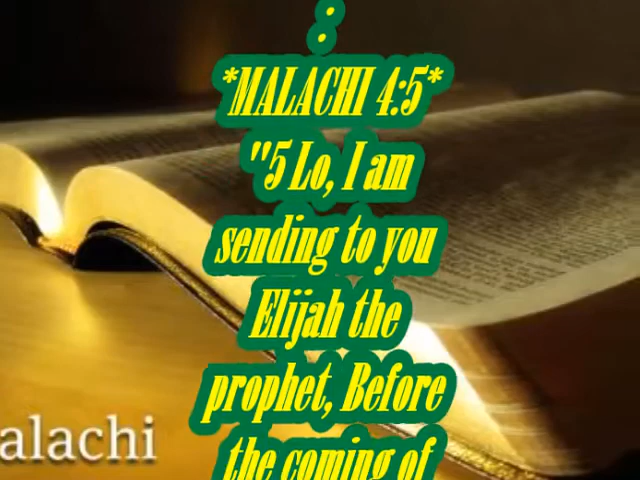 :
*MALACHI 4:5*
"5 Lo, I am
sending to you
Elijah the
prophet, Before
the coming of
alachi